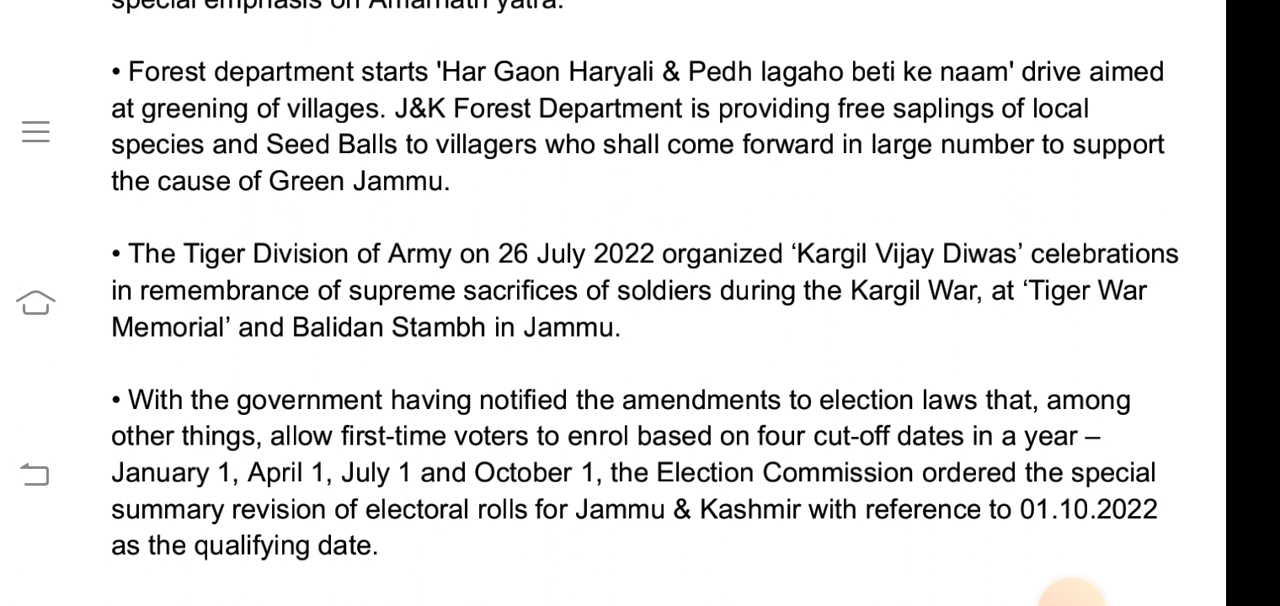 special emphasis on Amarnath yatra.
• Forest department starts 'Har Gaon Haryali & Pedh lagaho beti ke naam' drive aimed
at greening of villages. J&K Forest Department is providing free saplings of local
species and Seed Balls to villagers who shall come forward in large number to support
the cause of Green Jammu.
• The Tiger Division of Army on 26 July 2022 organized ‘Kargil Vijay Diwas’ celebrations
in remembrance of supreme sacrifices of soldiers during the Kargil War, at ‘Tiger War
Memorial’ and Balidan Stambh in Jammu.
• With the government having notified the amendments to election laws that, among
other things, allow first-time voters to enrol based on four cut-off dates in a year –
January 1, April 1, July 1 and October 1, the Election Commission ordered the special
summary revision of electoral rolls for Jammu & Kashmir with reference to 01.10.2022
as the qualifying date.